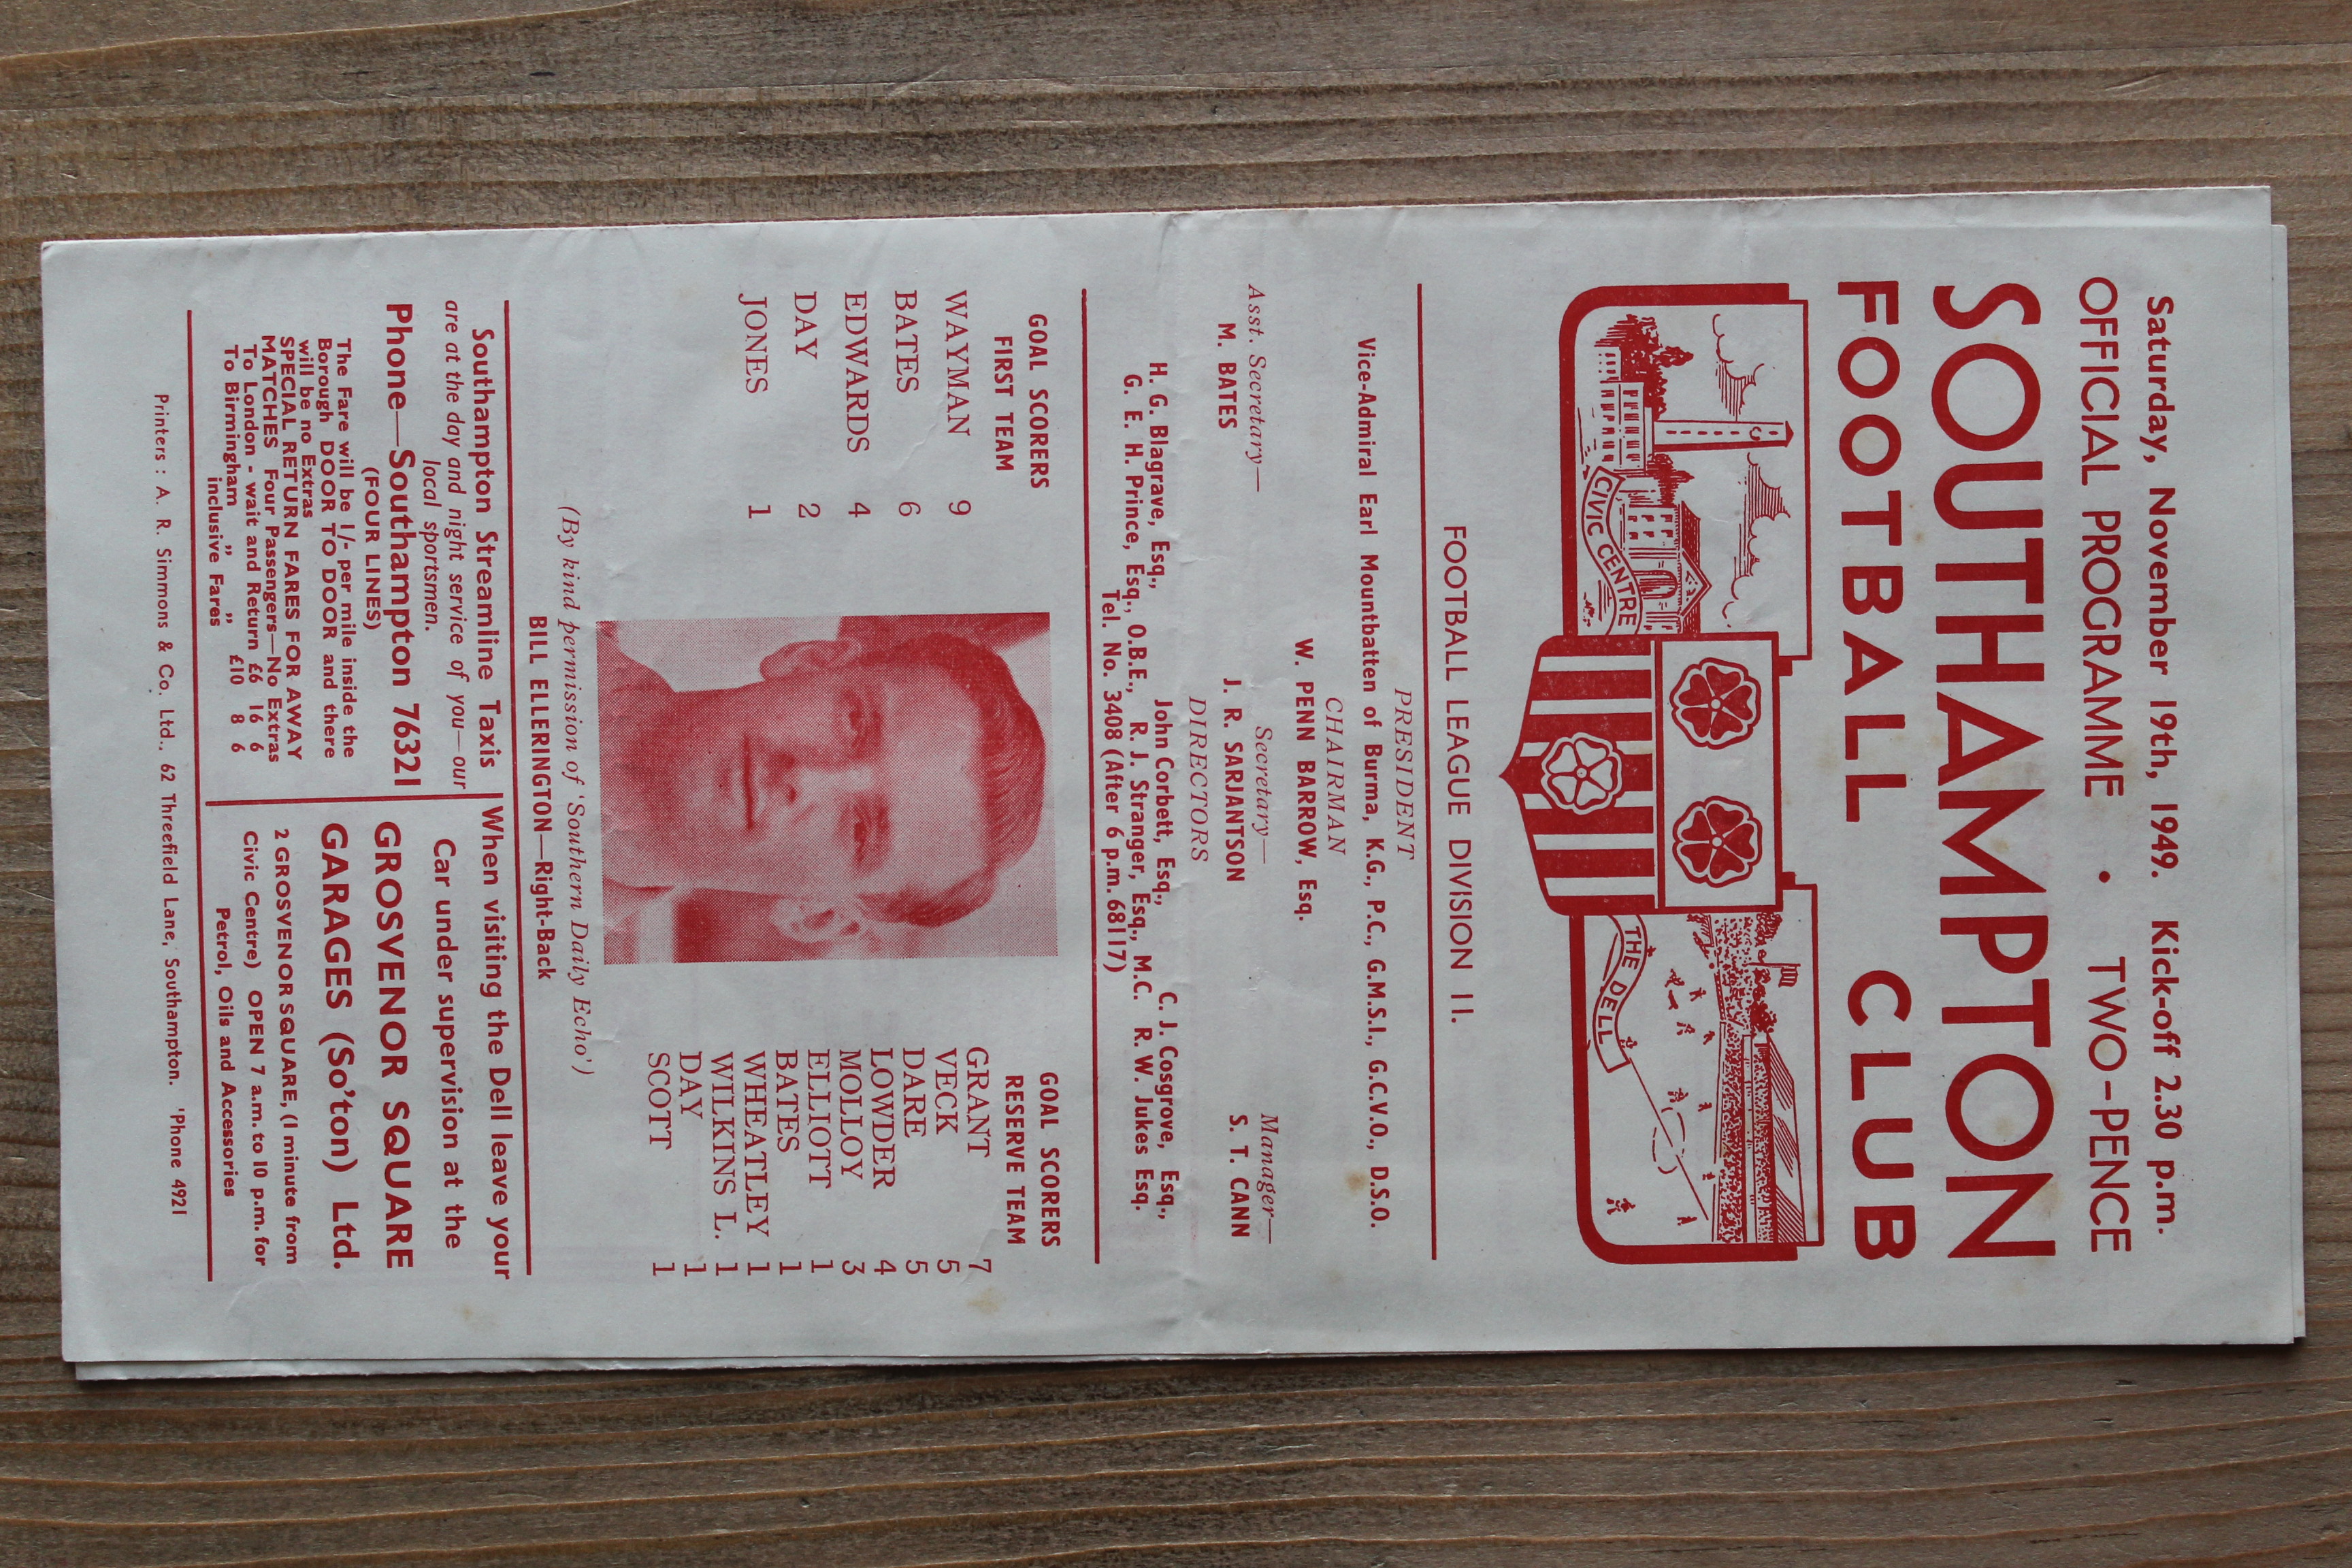 Saturday, November 19th, 1949. Kick-off 2.30 p.m.
OFFICIAL PROGRAMME • TWO-PENCE
SOUTHAMPTON
FOOTBALL CLUB
CIVIC CENTRE
THE DELL
FOOTBALL LEAGUE DIVISION II.
PRESIDENT
Vice-Admiral Earl Mountbatten of Burma, K.G., P.C., G.M.S.I., G.C.V.O., D.S.O.
CHAIRMAN
W. PENN BARROW, Esq.
Asst. Secretary— Secretary— Manager—
M. BATES J. R. SARJANTSON S. T. CANN
DIRECTORS
H. G. Blagrave, Esq., John Corbett, Esq., C. J. Cosgrove, Esq.,
G. E. H. Prince, Esq., O.B.E., R. J. Stranger, Esq., M.C. R. W. Jukes Esq.
Tel. No. 3408 (After 6 p.m. 68117)
GOAL SCORERS
FIRST TEAM
WAYMAN 9
BATES 6
EDWARDS 4
DAY 2
JONES 1
GOAL SCORERS
RESERVE TEAM
GRANT 7
VECK 5
DARE 5
LOWDER 4
MOLLOY 3
ELLIOTT 1
BATES 1
WHEATLEY 1
WILKINS L. 1
DAY 1
SCOTT 1
(By kind permission of 'Southern Daily Echo')
BILL ELLERINGTON—Right-Back
Southampton Streamline Taxis
are at the day and night service of you—our
local sportsmen.
Phone—Southampton 76321
(FOUR LINES)
The Fare will be 1/- per mile inside the
Borough DOOR TO DOOR and there
will be no Extras
SPECIAL RETURN FARES FOR AWAY
MATCHES Four Passengers—No Extras
To London - wait and Return £6 16 6
To Birmingham " " £10 8 6
inclusive Fares
When visiting the Dell leave your
Car under supervision at the
GROSVENOR SQUARE
GARAGES (So'ton) Ltd.
2 GROSVENOR SQUARE, (1 minute from
Civic Centre) OPEN 7 a.m. to 10 p.m. for
Petrol, Oils and Accessories
Printers : A. R. Simmons & Co. Ltd., 62 Threefield Lane, Southampton. 'Phone 4921